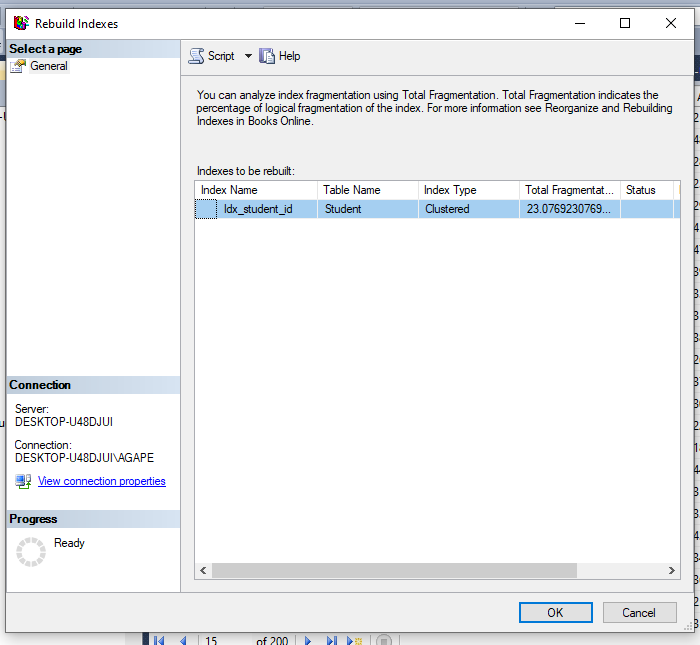 Rebuild Indexes
Select a page
General
Script
Help
You can analyze index fragmentation using Total Fragmentation. Total Fragmentation indicates the
percentage of logical fragmentation of the index. For more information see Reorganize and Rebuilding
Indexes in Books Online.
Indexes to be rebuilt:
Index Name Table Name Index Type Total Fragmentat... Status
Idx_student_id Student Clustered 23.0769230769...
Connection
Server:
DESKTOP-U48DJUI
Connection:
DESKTOP-U48DJUI\AGAPE
View connection properties
Progress
Ready
OK
Cancel
15 of 200